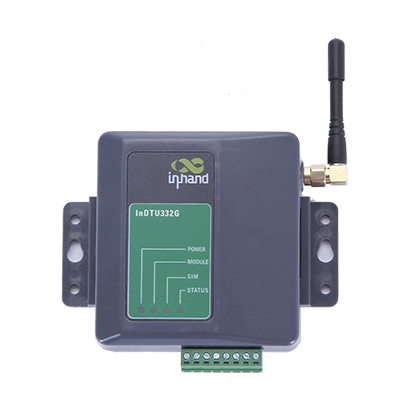 inhand
InDTU332G
POWER
MODULE
SIM
STATUS